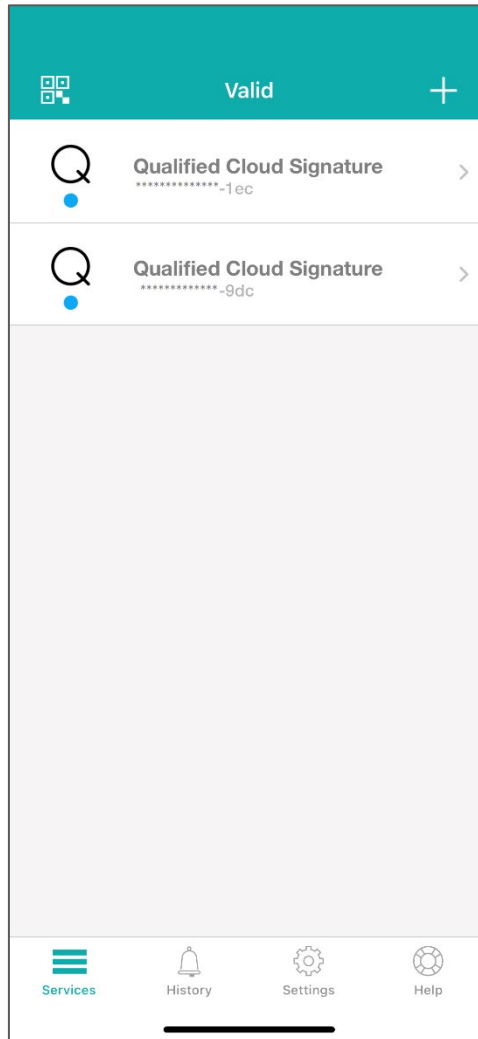 Valid
Q
Qualified Cloud Signature
**************-1ec
Q
Qualified Cloud Signature
*************-9dc
Services
History
Settings
Help